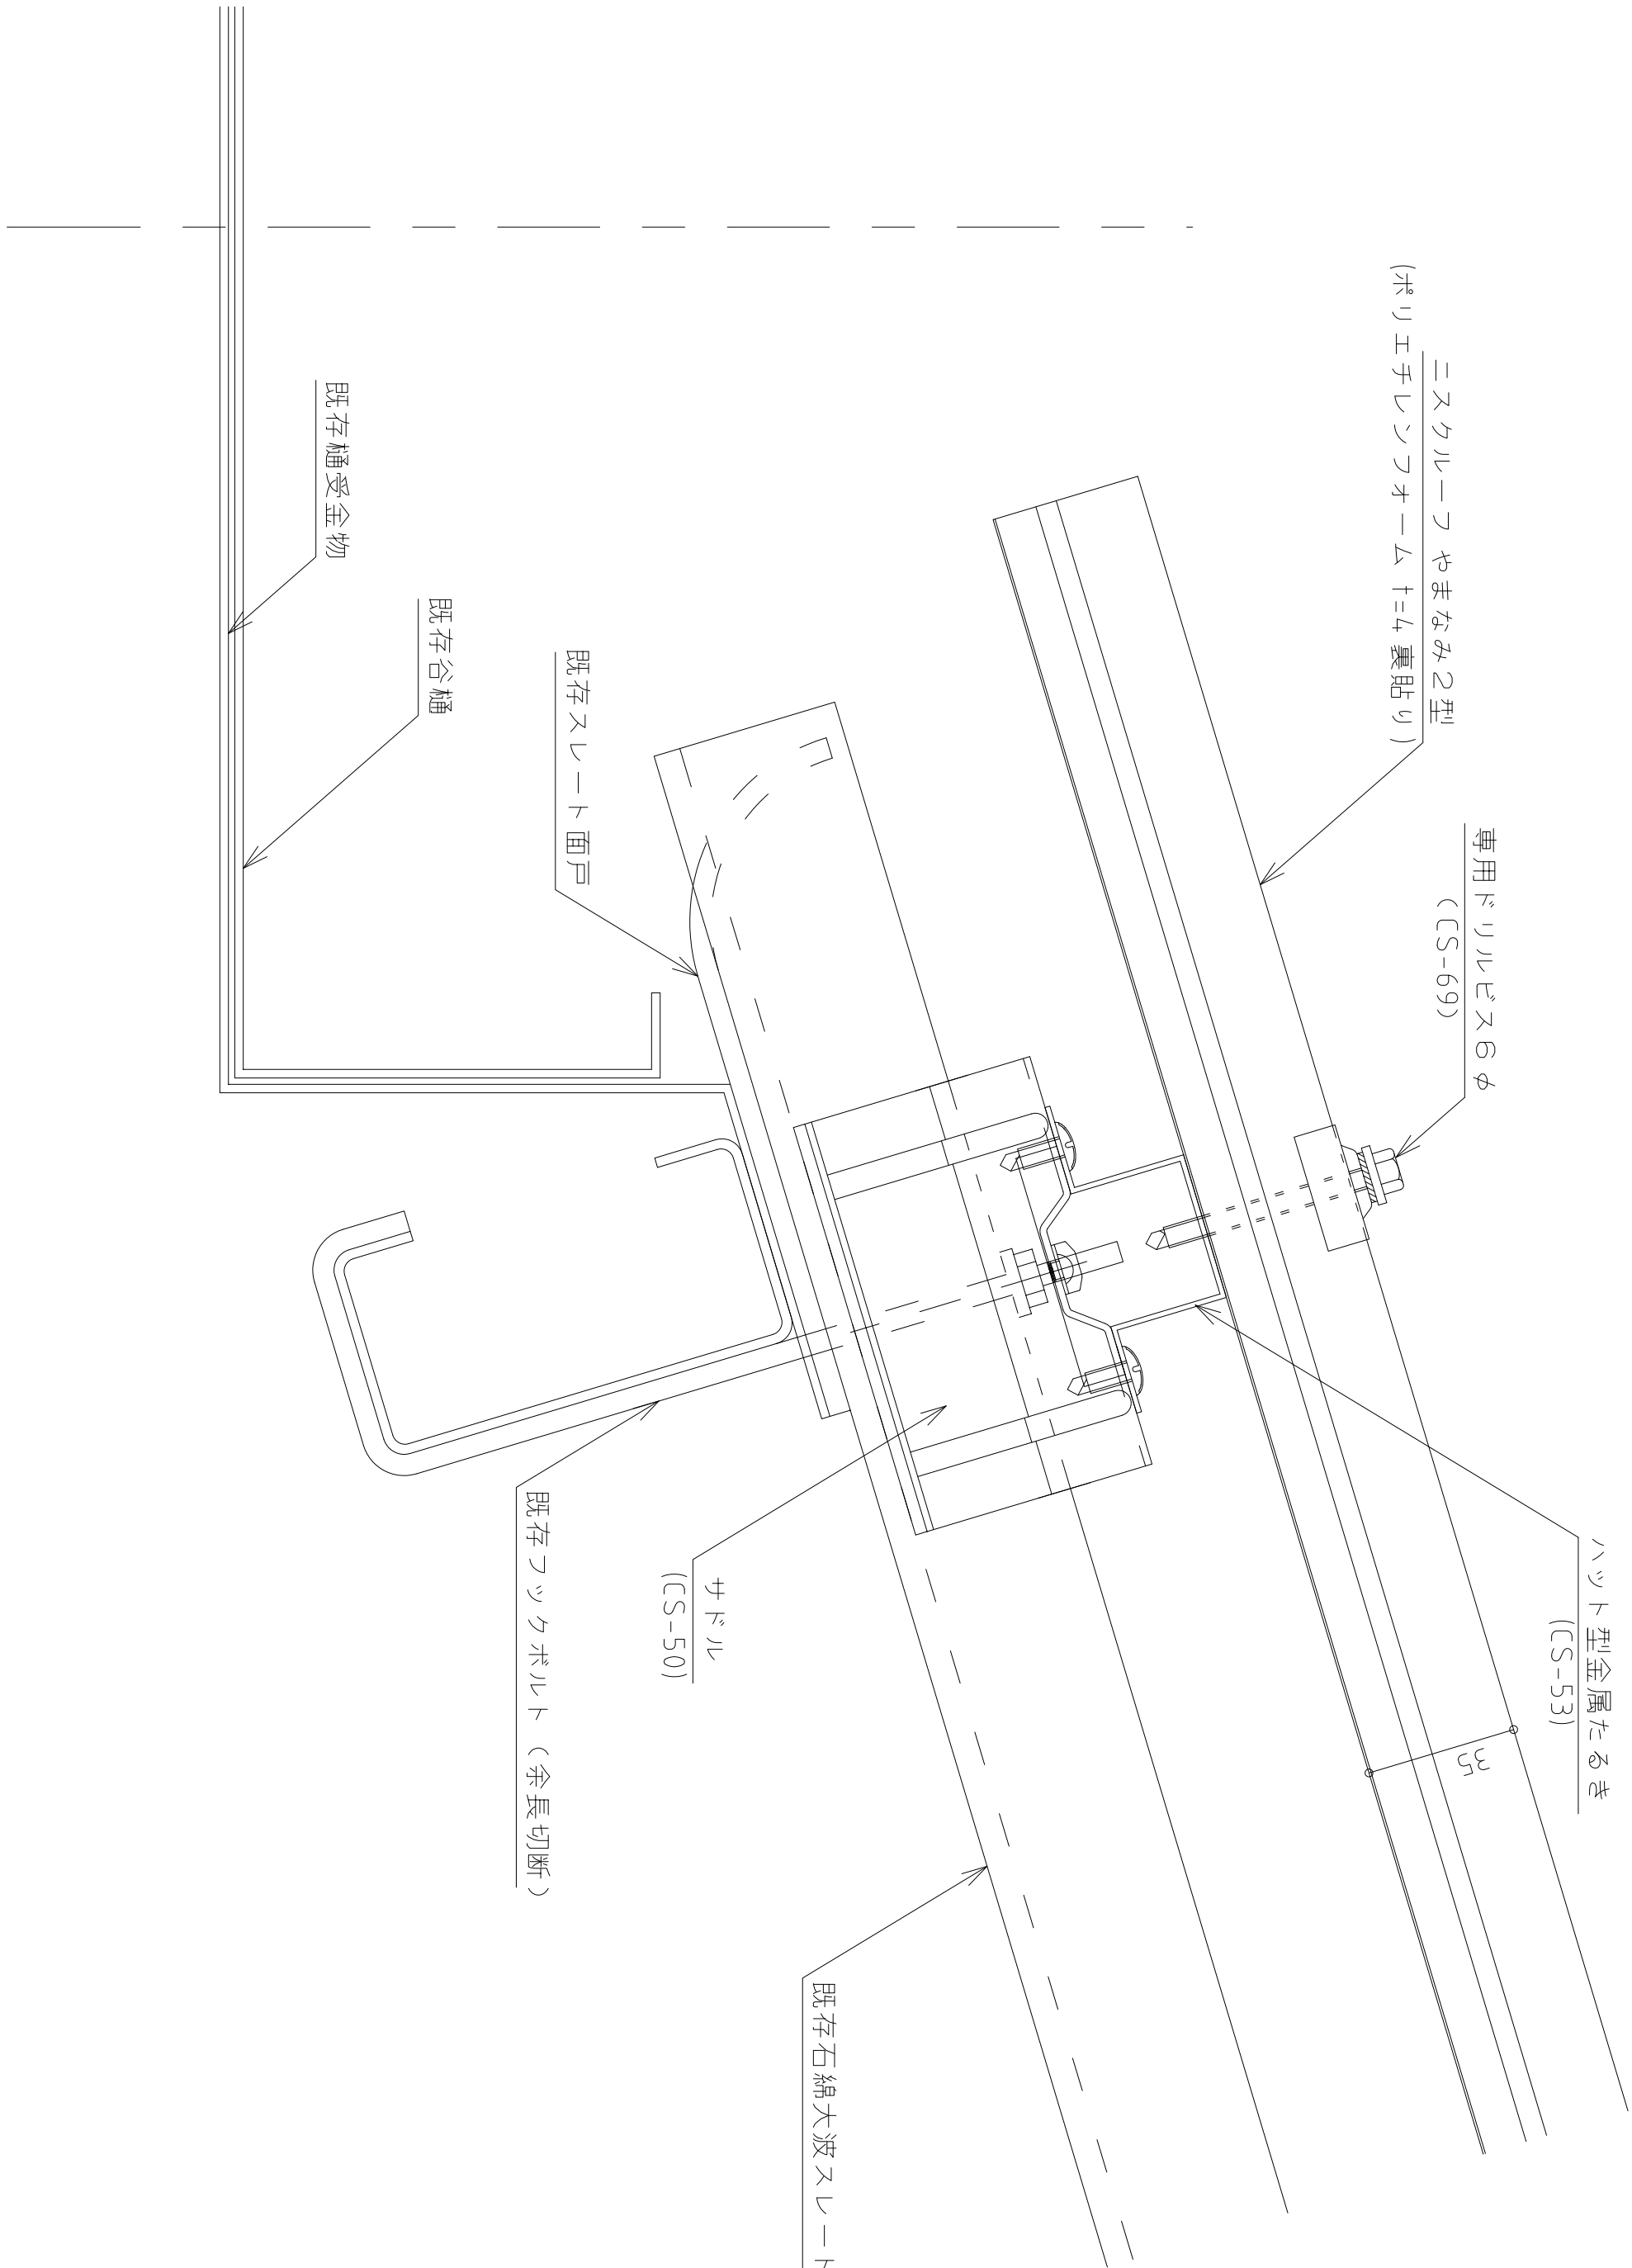 ニスクルーフ やまなみ2型
(ポリエチレンフォーム t=4 裏貼り)
専用ドリルビス6φ
(CS-69)
ハット型金属たるき
(CS-53)
35
既存樋受金物
既存谷樋
既存スレート面戸
サドル
(CS-50)
既存フックボルト (余長切断)
既存石綿大波スレート